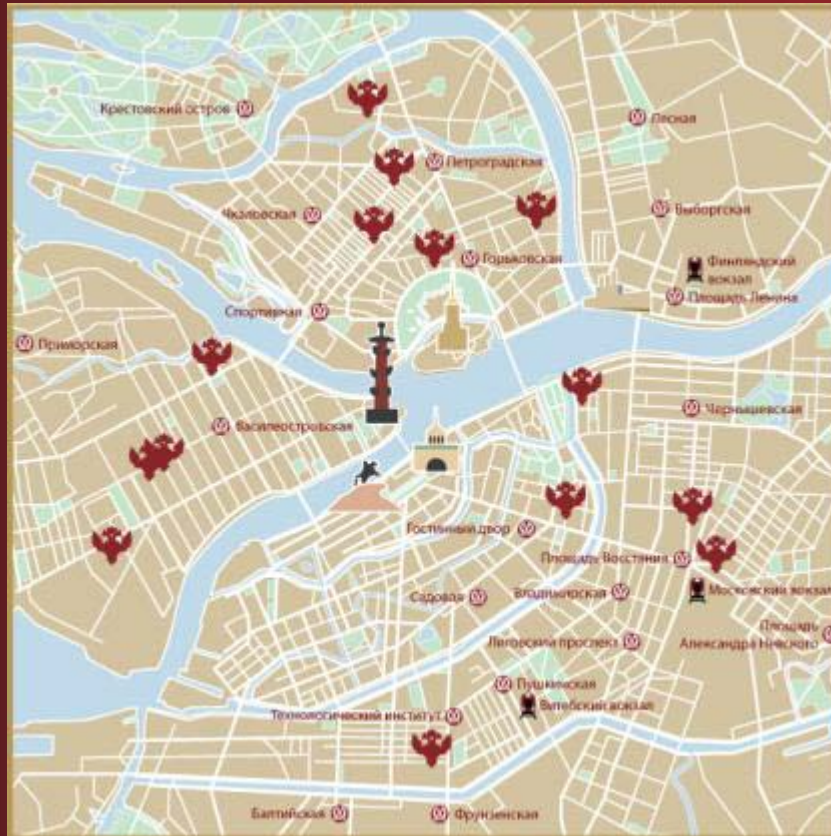 Крестовский остров
Лесная
Петроградская
Чкаловская
Выборгская
Горьковская
Финляндский
вокзал
Площадь Ленина
Спортивная
Приморская
Чернышевская
Василеостровская
Гостинный двор
Площадь Восстания
Садовая
Владимирская
Московский вокзал
Площадь
Александра Невского
Лиговский проспект
Пушкинская
Витебский вокзал
Технологический институт
Балтийская
Фрунзенская